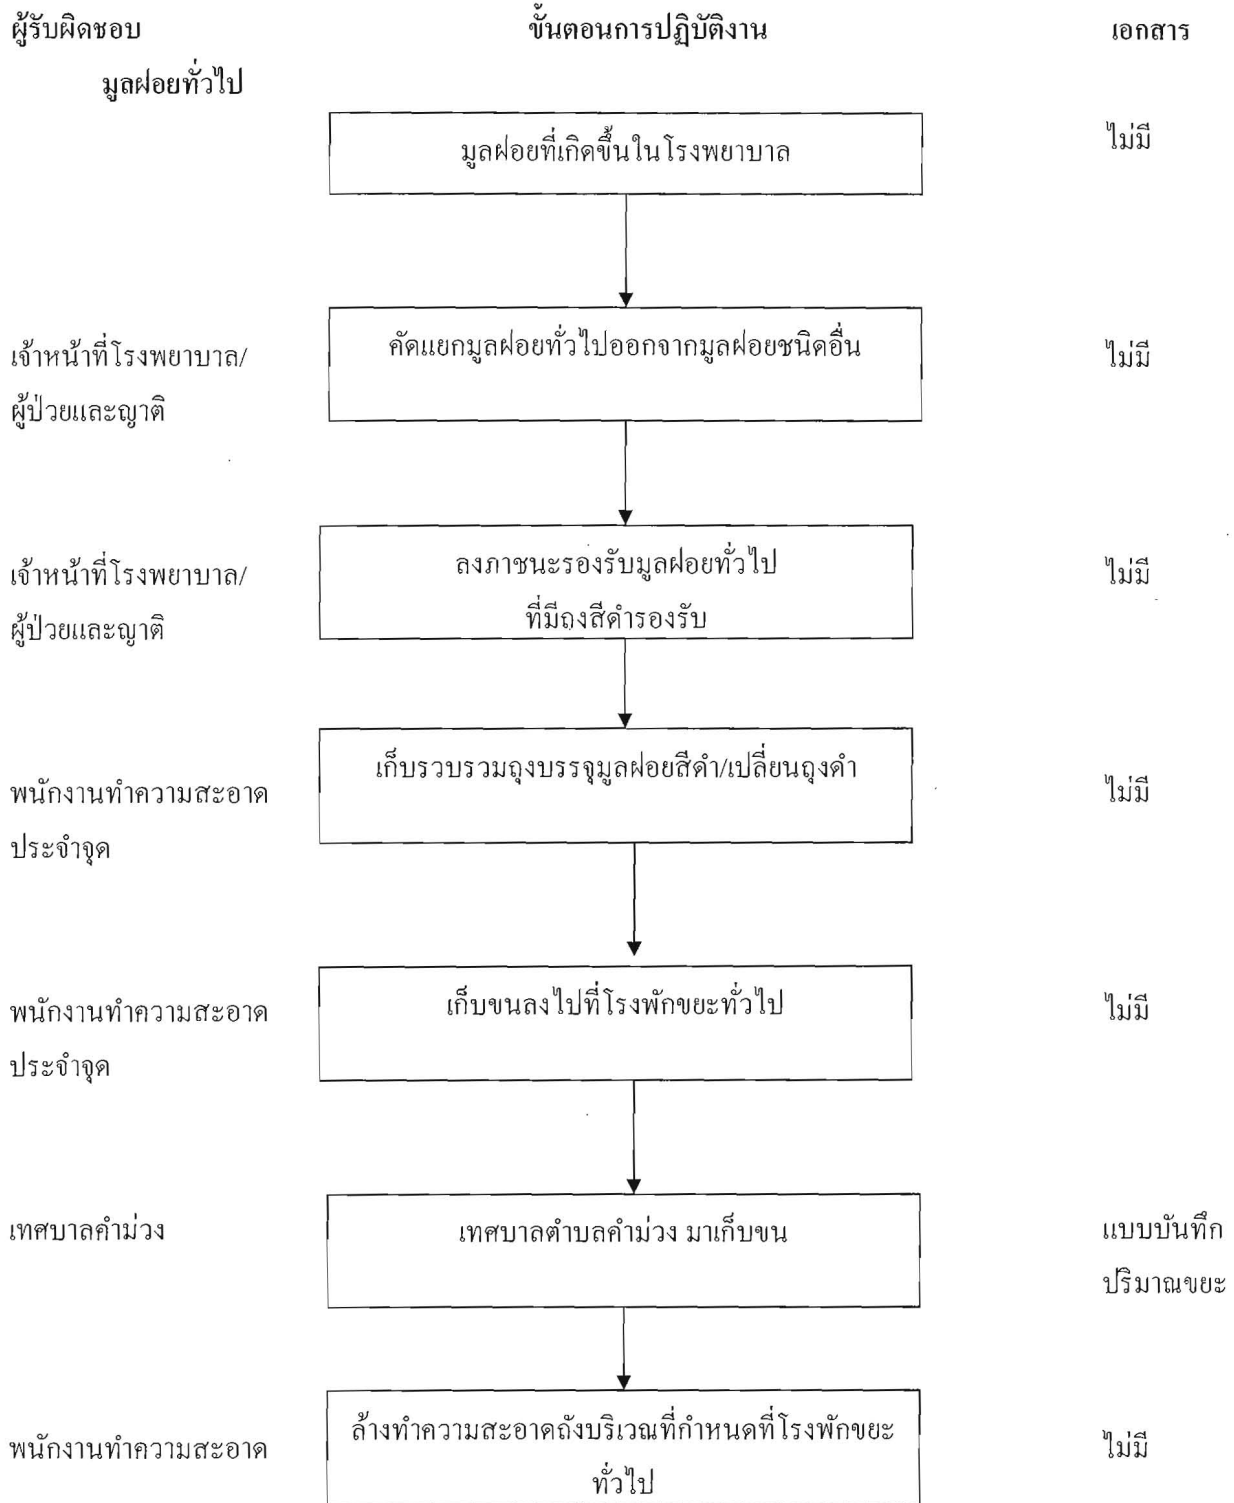 ผู้รับผิดชอบ ขั้นตอนการปฏิบัติงาน เอกสาร
มูลฝอยทั่วไป
มูลฝอยที่เกิดขึ้นในโรงพยาบาล ไม่มี
เจ้าหน้าที่โรงพยาบาล/ คัดแยกมูลฝอยทั่วไปออกจากมูลฝอยชนิดอื่น ไม่มี
ผู้ป่วยและญาติ
เจ้าหน้าที่โรงพยาบาล/ ลงภาชนะรองรับมูลฝอยทั่วไป ไม่มี
ผู้ป่วยและญาติ ที่มีถงสีดำรองรับ
พนักงานทำความสะอาด เก็บรวบรวมถุงบรรจุมูลฝอยสีดำ/เปลี่ยนถุงดำ ไม่มี
ประจำจุด
พนักงานทำความสะอาด เก็บขนลงไปที่โรงพักขยะทั่วไป ไม่มี
ประจำจุด
เทศบาลคำม่วง เทศบาลตำบลคำม่วง มาเก็บขน แบบบันทึก
ปริมาณขยะ
พนักงานทำความสะอาด ล้างทำความสะอาดถังบริเวณที่กำหนดที่โรงพักขยะ ไม่มี
ทั่วไป